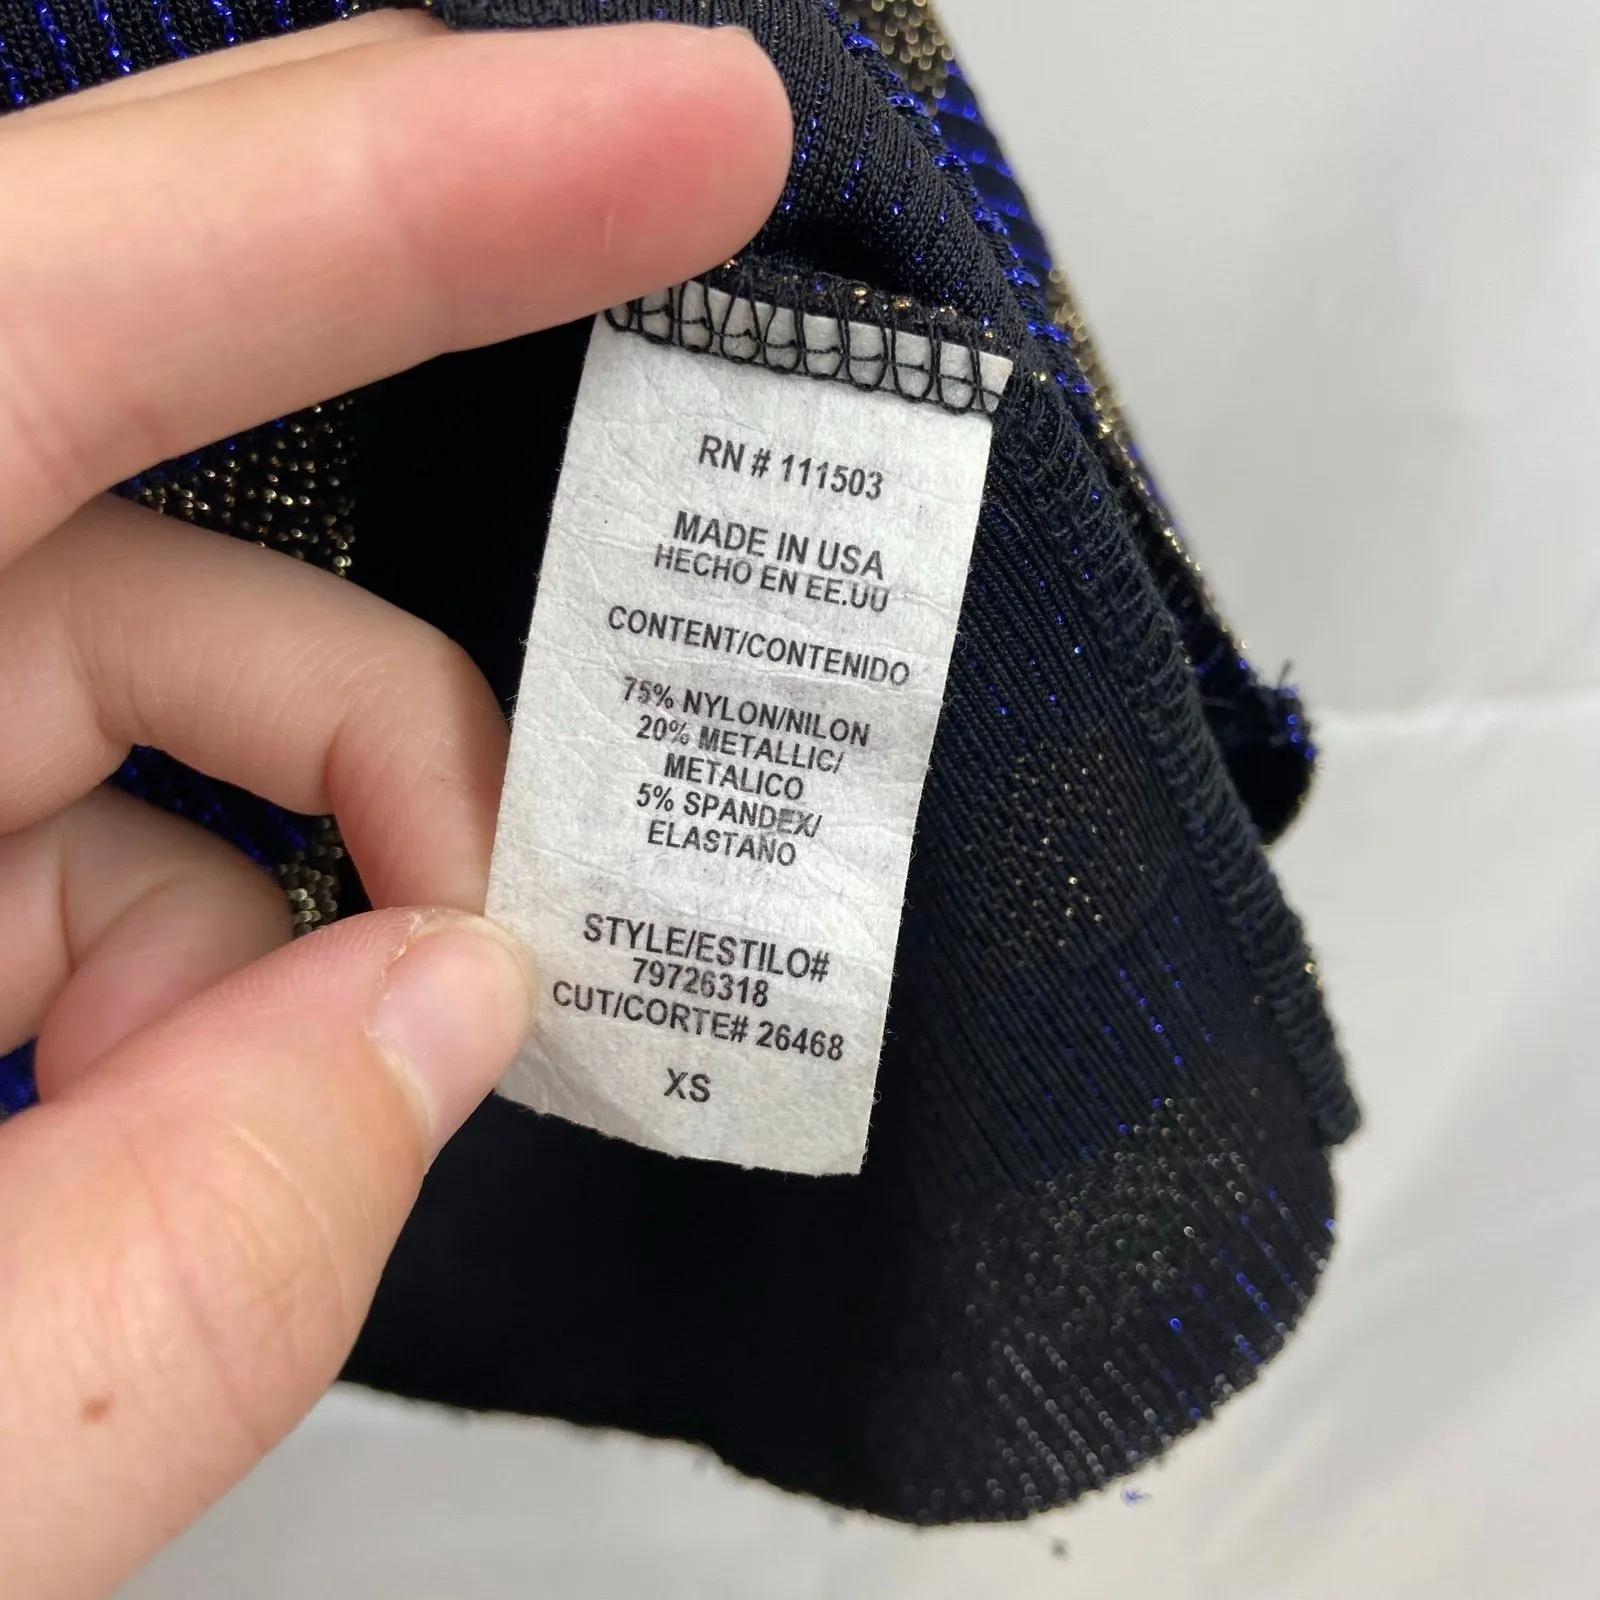 RN # 111503
MADE IN USA
HECHO EN EE.UU
CONTENT/CONTENIDO
75% NYLON/NILON
20% METALLIC/
METALICO
5% SPANDEX/
ELASTANO
STYLE/ESTILO#
79726318
CUT/CORTE# 26468
XS